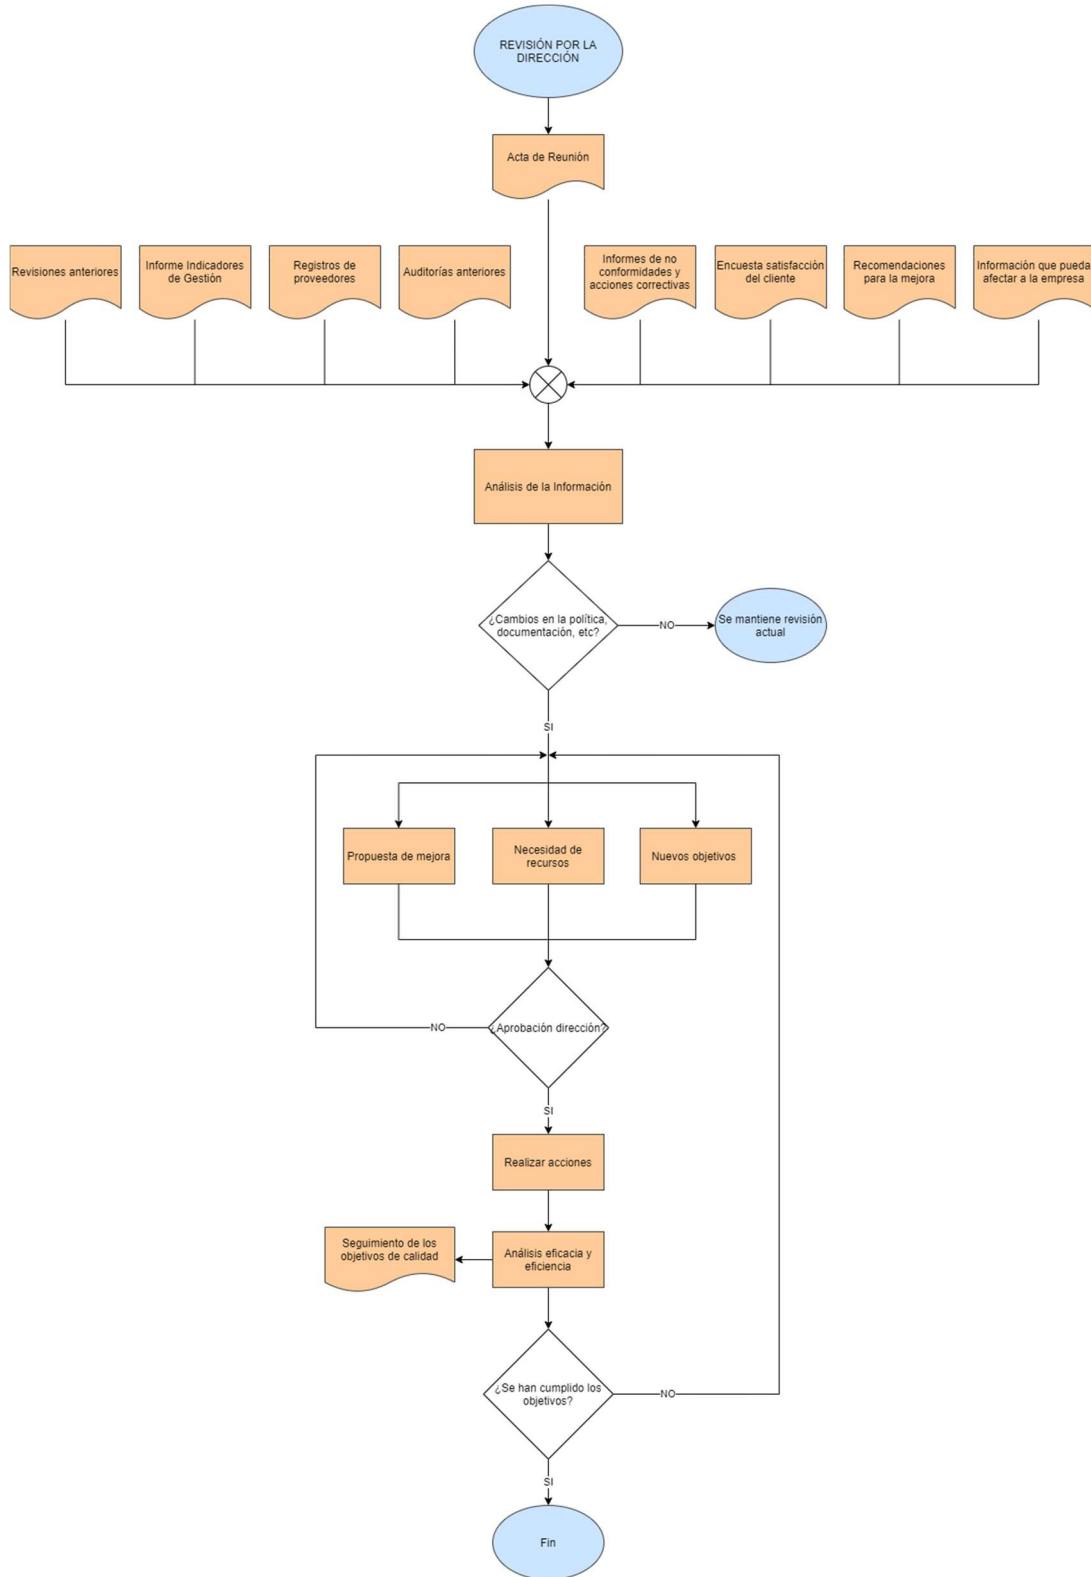 REVISIÓN POR LA
DIRECCIÓN
Acta de Reunión
Revisiones anteriores
Informe Indicadores
de Gestión
Registros de
proveedores
Auditorías anteriores
Informes de no
conformidades y
acciones correctivas
Encuesta satisfacción
del cliente
Recomendaciones
para la mejora
Información que pueda
afectar a la empresa
Análisis de la Información
¿Cambios en la política,
documentación, etc?
NO
Se mantiene revisión
actual
SI
Propuesta de mejora
Necesidad de
recursos
Nuevos objetivos
NO
¿Aprobación dirección?
SI
Realizar acciones
Seguimiento de los
objetivos de calidad
Análisis eficacia y
eficiencia
¿Se han cumplido los
objetivos?
NO
SI
Fin